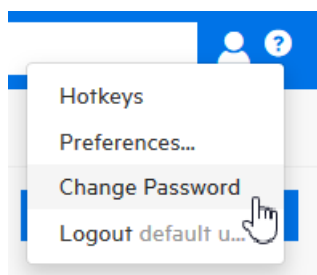 ?
Hotkeys
Preferences...
Change Password
Logout default u...